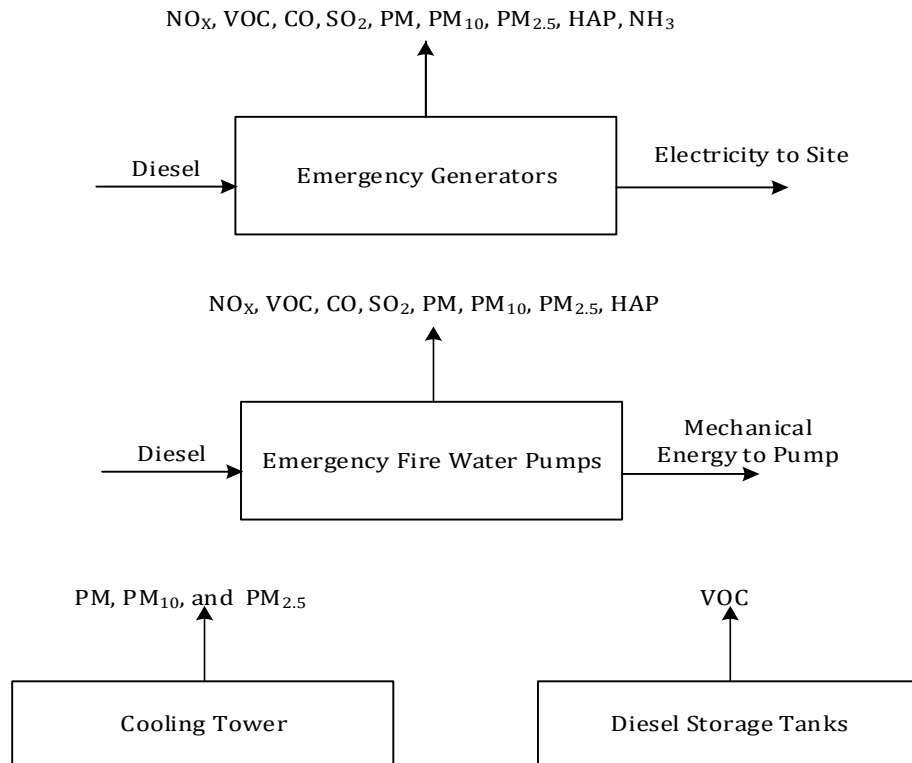 NOₓ, VOC, CO, SO₂, PM, PM₁₀, PM₂.₅, HAP, NH₃
Diesel
Emergency Generators
Electricity to Site
NOₓ, VOC, CO, SO₂, PM, PM₁₀, PM₂.₅, HAP
Diesel
Emergency Fire Water Pumps
Mechanical
Energy to Pump
PM, PM₁₀, and PM₂.₅
VOC
Cooling Tower
Diesel Storage Tanks